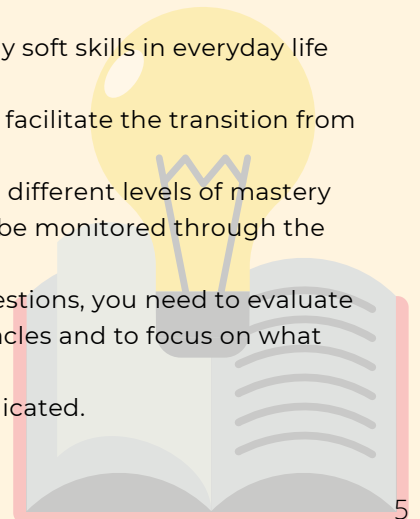 y soft skills in everyday life
facilitate the transition from
different levels of mastery
be monitored through the
estions, you need to evaluate
acles and to focus on what
icated.
5